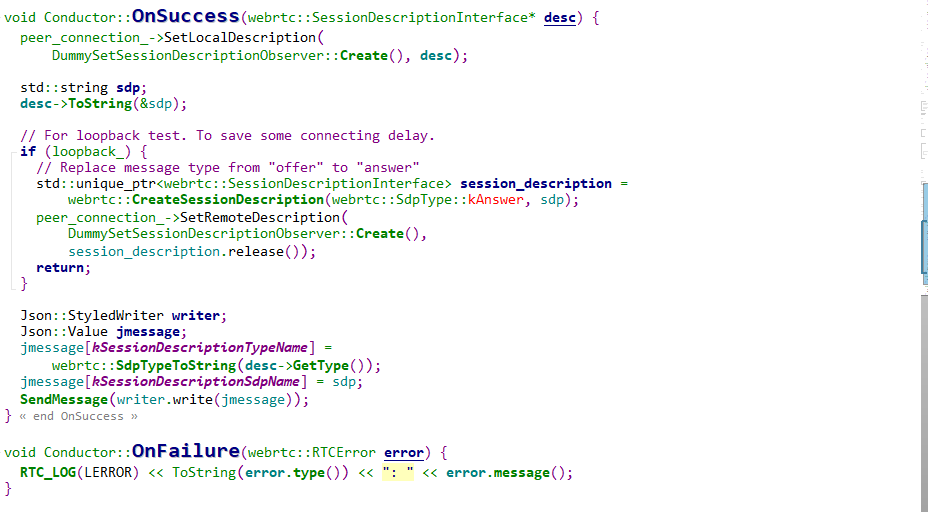 void Conductor::OnSuccess(webrtc::SessionDescriptionInterface* desc) {
  peer_connection_->SetLocalDescription(
      DummySetSessionDescriptionObserver::Create(), desc);

  std::string sdp;
  desc->ToString(&sdp);

  // For loopback test. To save some connecting delay.
  if (loopback_) {
    // Replace message type from "offer" to "answer"
    std::unique_ptr<webrtc::SessionDescriptionInterface> session_description =
        webrtc::CreateSessionDescription(webrtc::SdpType::kAnswer, sdp);
    peer_connection_->SetRemoteDescription(
        DummySetSessionDescriptionObserver::Create(),
        session_description.release());
    return;
  }

  Json::StyledWriter writer;
  Json::Value jmessage;
  jmessage[kSessionDescriptionTypeName] =
      webrtc::SdpTypeToString(desc->GetType());
  jmessage[kSessionDescriptionSdpName] = sdp;
  SendMessage(writer.write(jmessage));
} « end OnSuccess »

void Conductor::OnFailure(webrtc::RTCError error) {
  RTC_LOG(LERROR) << ToString(error.type()) << ": " << error.message();
}